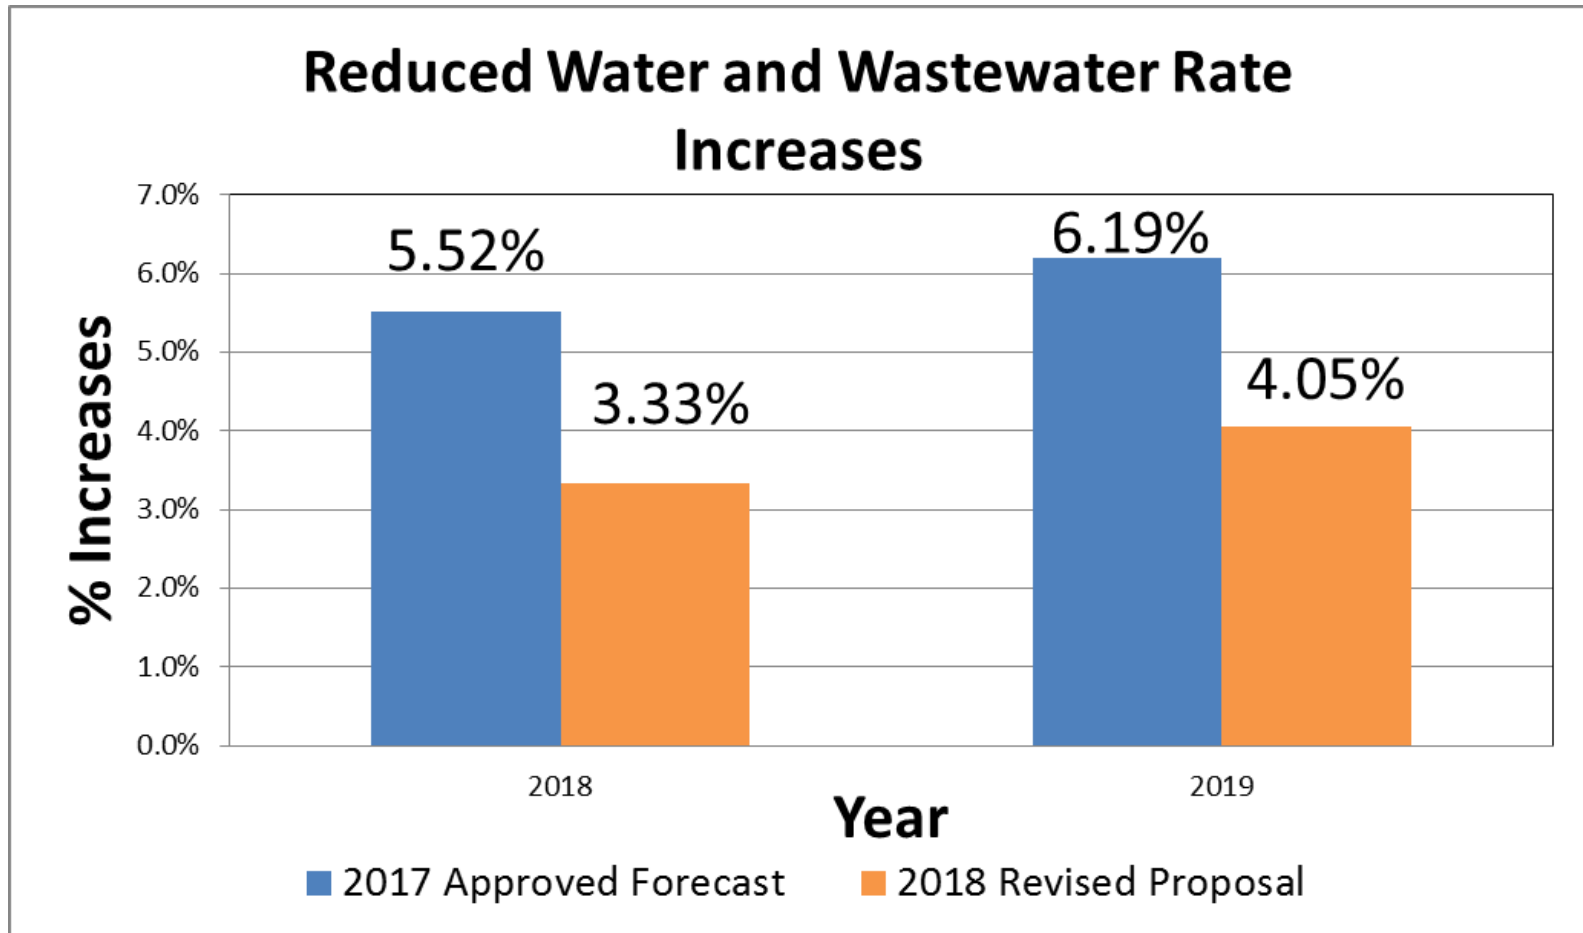 Reduced Water and Wastewater Rate
Increases
7.0%
6.0%
5.0%
4.0%
3.0%
2.0%
1.0%
0.0%
% Increases
5.52%
3.33%
6.19%
4.05%
2018
2019
Year
2017 Approved Forecast
2018 Revised Proposal